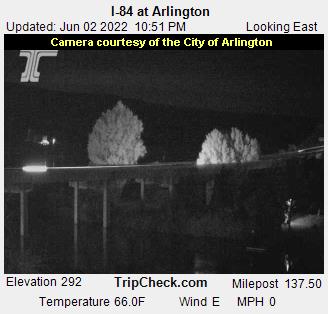 I-84 at Arlington
Updated: Jun 02 2022 10:51 PM Looking East
Camera courtesy of the City of Arlington
Elevation 292 TripCheck.com Milepost 137.50
Temperature 66.0F Wind E MPH 0